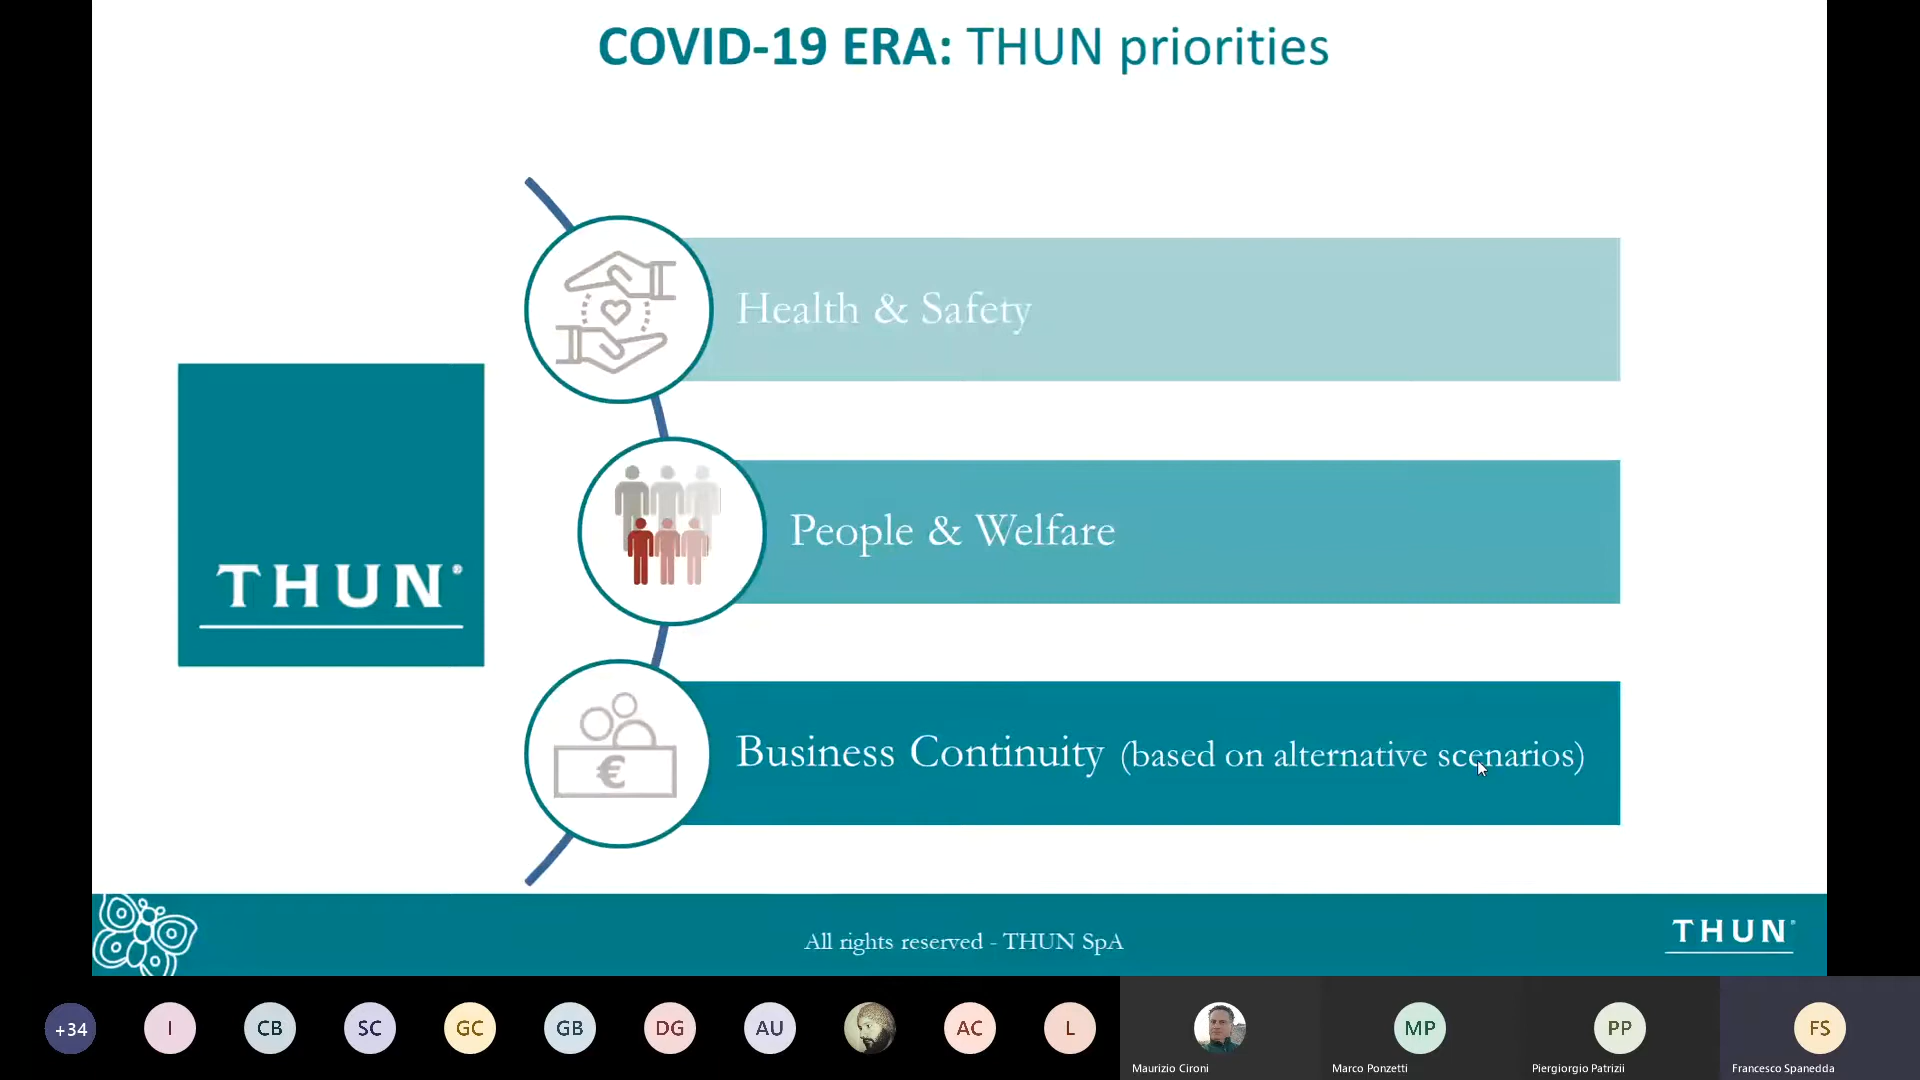 COVID-19 ERA: THUN priorities
Health & Safety
THUN®
People & Welfare
€
Business Continuity (based on alternative scenarios)
All rights reserved - THUN SpA
THUN®
+34
I
CB
SC
GC
GB
DG
AU
AC
L
MP
PP
FS
Maurizio Cironi
Marco Ponzetti
Piergiorgio Patrizii
Francesco Spanedda